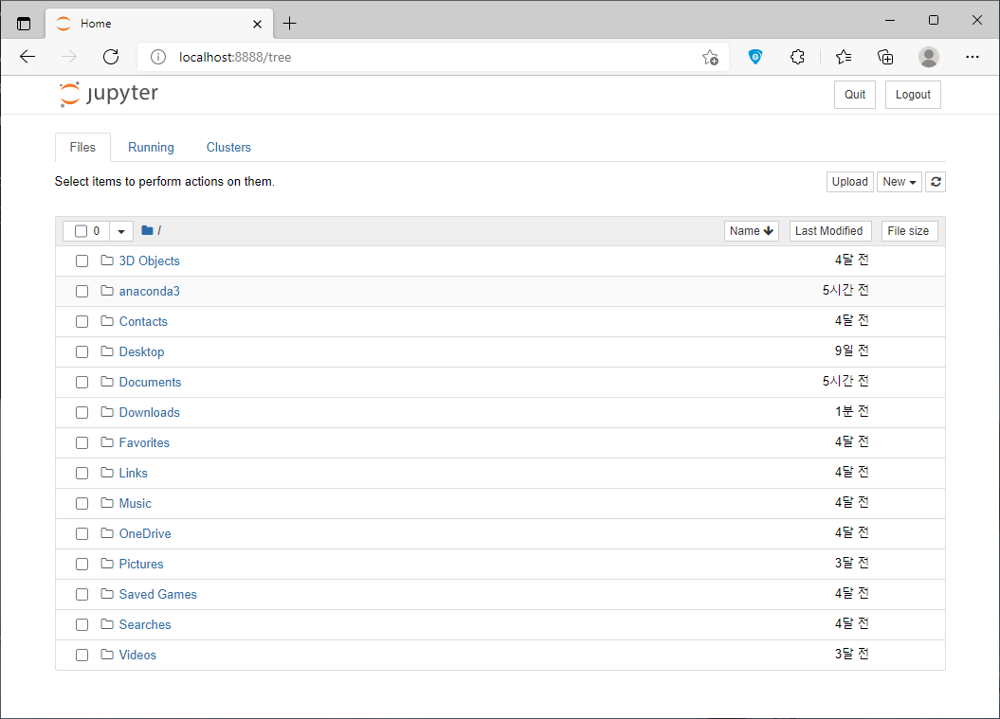 Home
localhost:8888/tree
jupyter
Quit Logout
Files Running Clusters
Select items to perform actions on them.
Upload New
0 / Name Last Modified File size
3D Objects 4달 전
anaconda3 5시간 전
Contacts 4달 전
Desktop 9일 전
Documents 5시간 전
Downloads 1분 전
Favorites 4달 전
Links 4달 전
Music 4달 전
OneDrive 4달 전
Pictures 3달 전
Saved Games 4달 전
Searches 4달 전
Videos 3달 전